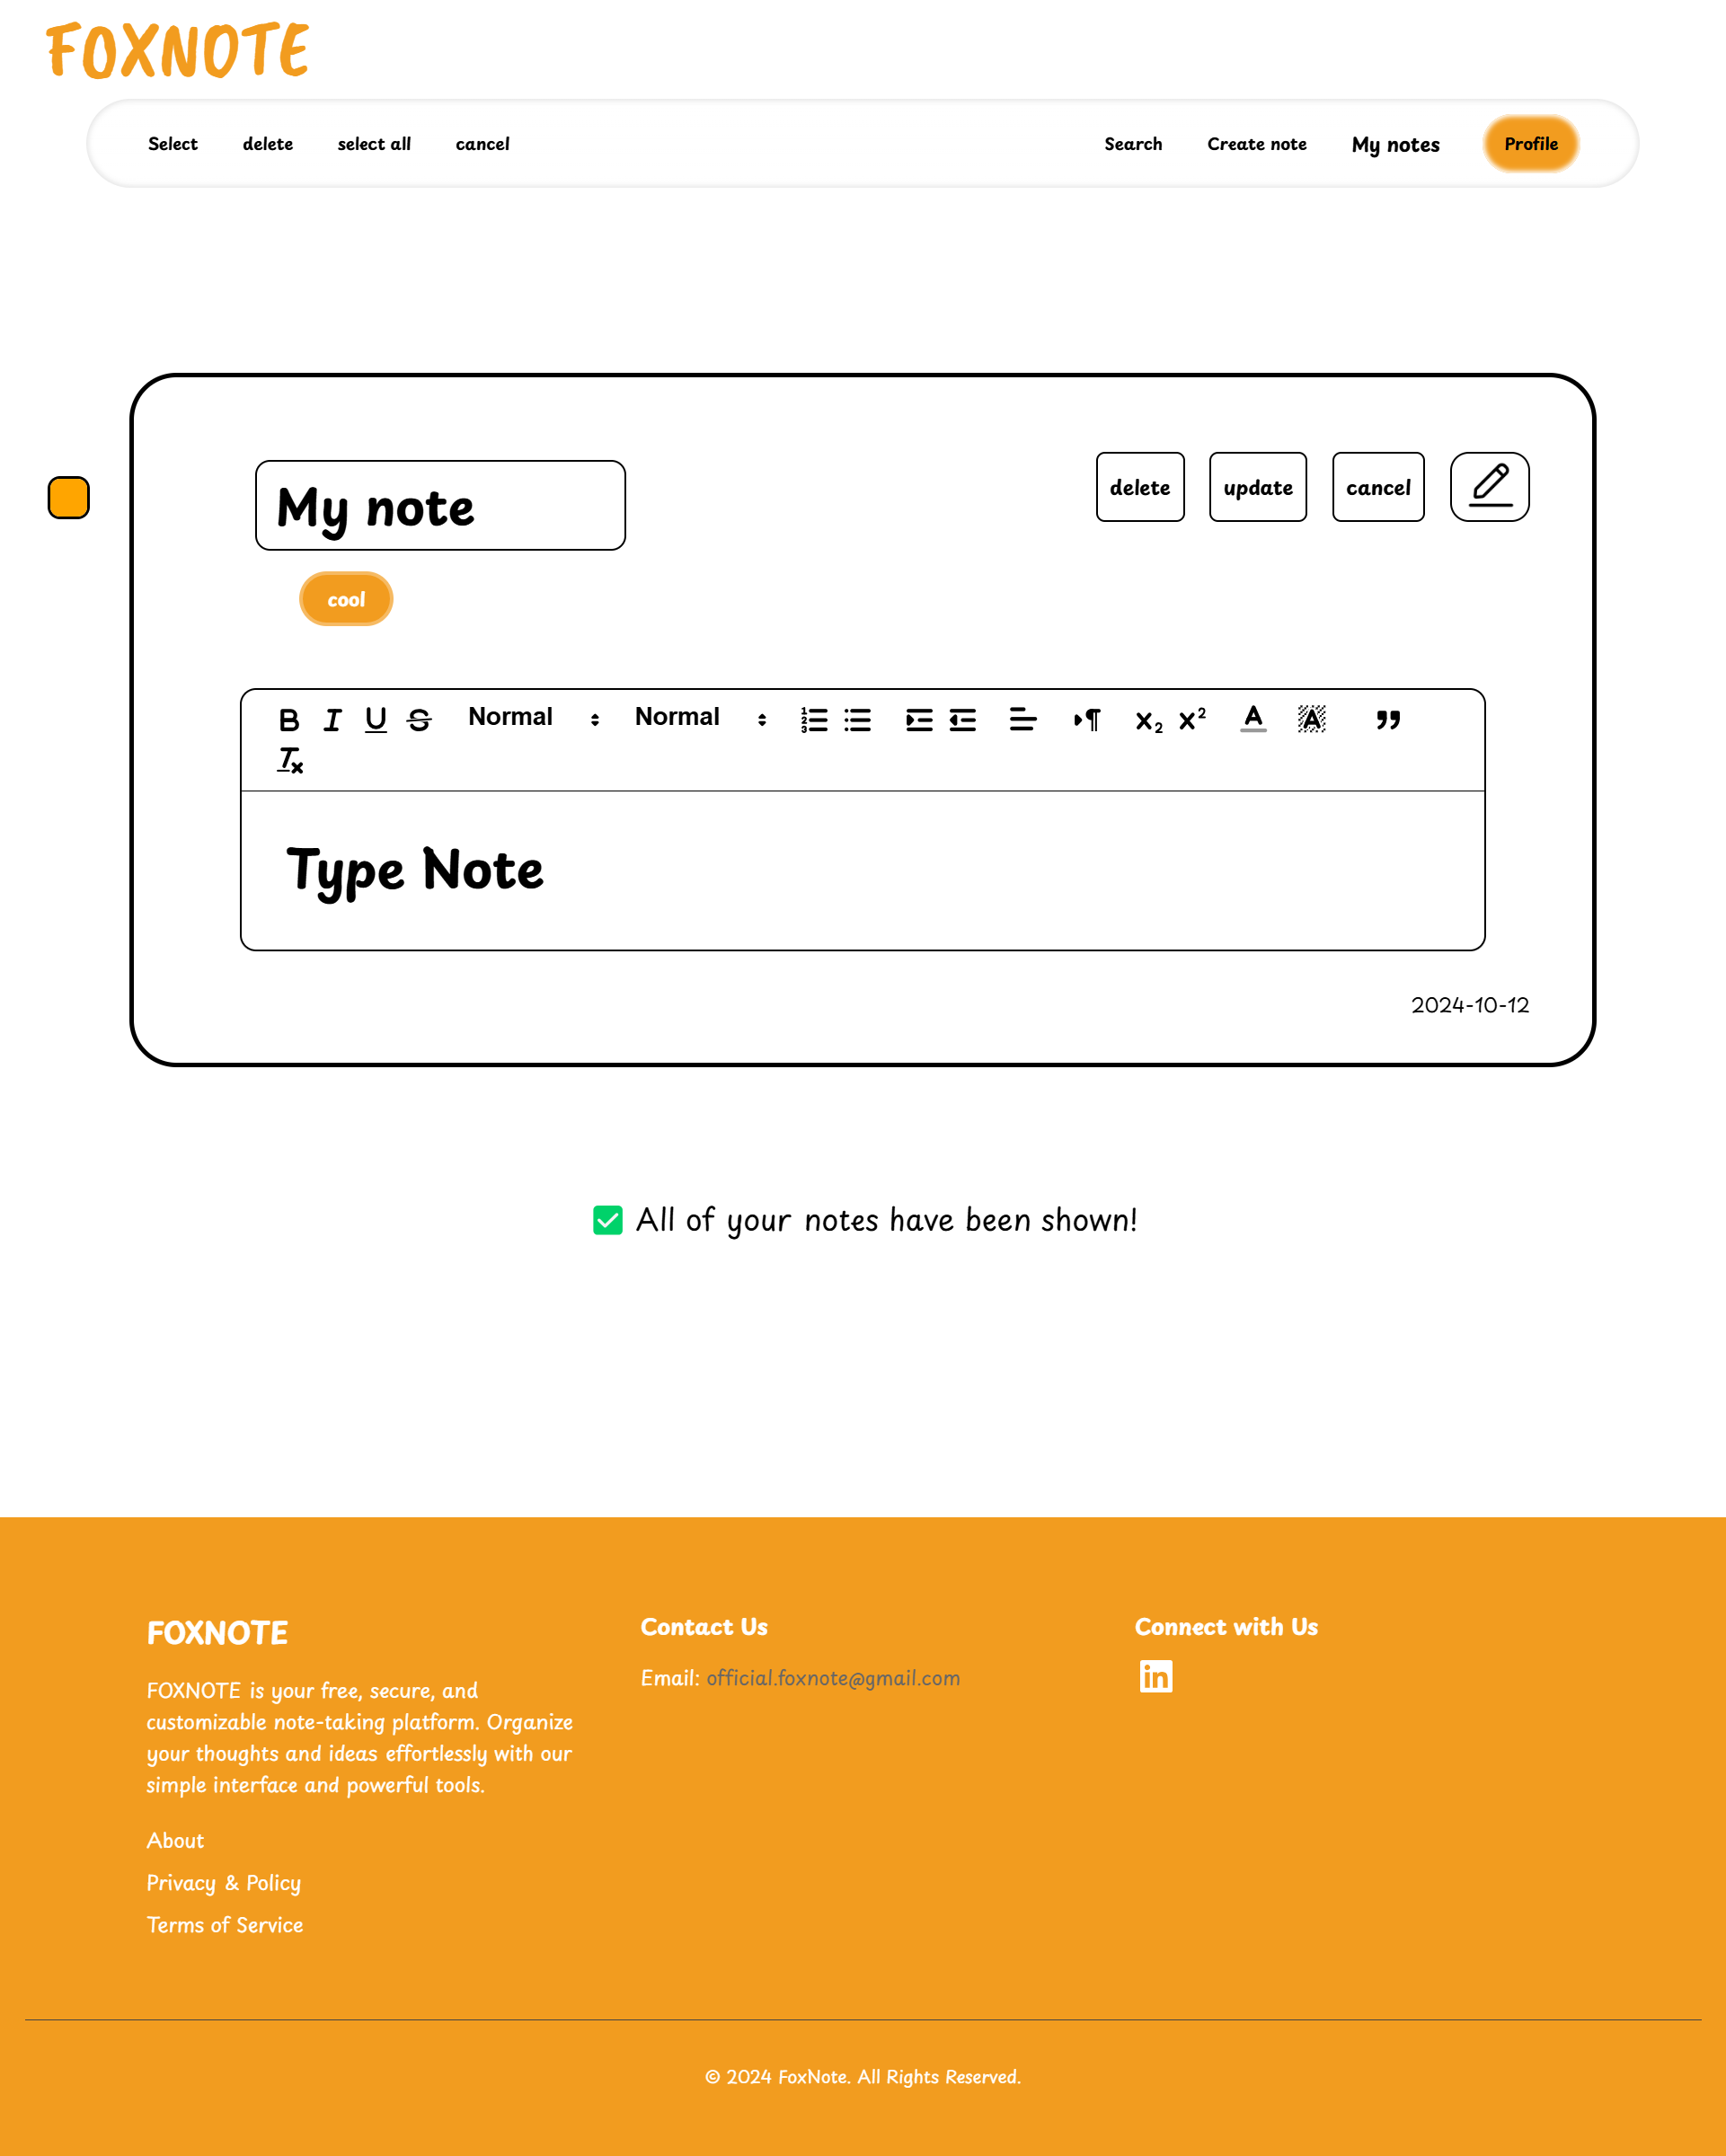 FOXNOTE
Select delete select all cancel Search Create note My notes Profile
My note
delete update cancel
cool
Normal Normal
Type Note
2024-10-12
All of your notes have been shown!
FOXNOTE
FOXNOTE is your free, secure, and
customizable note-taking platform. Organize
your thoughts and ideas effortlessly with our
simple interface and powerful tools.
About
Privacy & Policy
Terms of Service
Contact Us
Email: official.foxnote@gmail.com
Connect with Us
© 2024 FoxNote. All Rights Reserved.